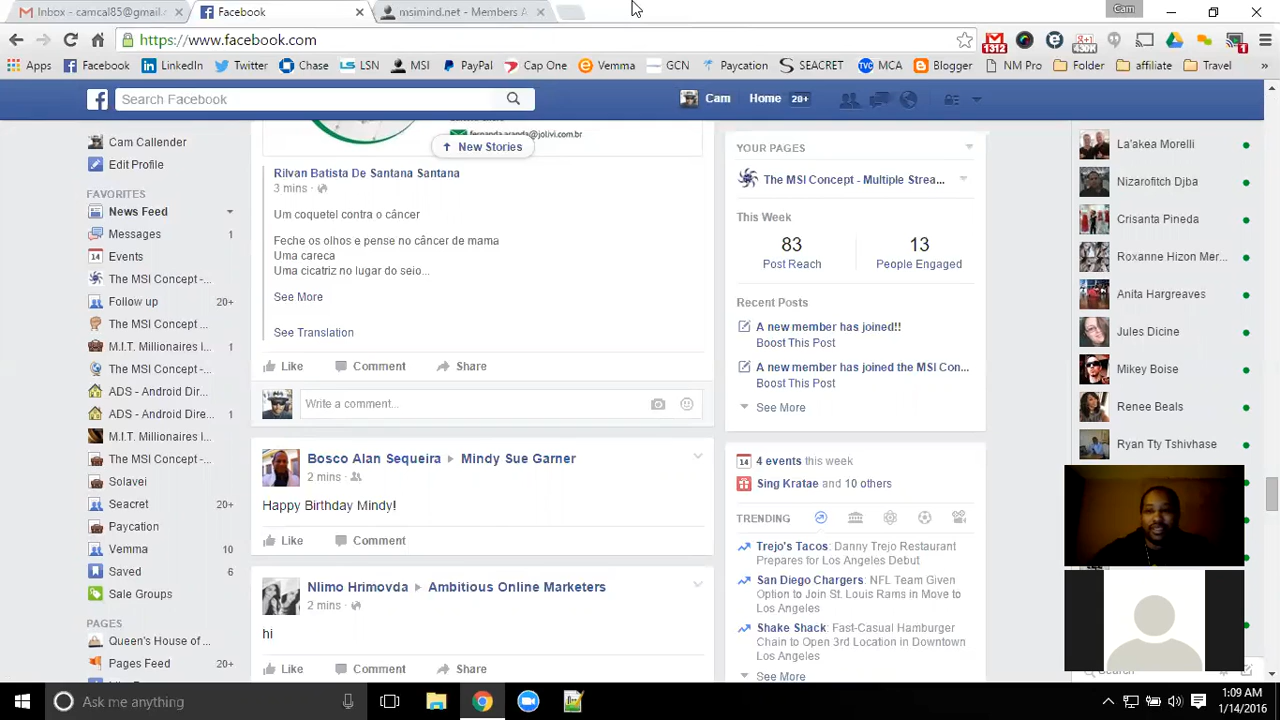 Inbox - camcal85@gmail.
Facebook
msimind.net - Members A
Cam
https://www.facebook.com
1312
430K
1
Apps
Facebook
LinkedIn
Twitter
Chase
LSN
MSI
PayPal
Cap One
Vemma
GCN
Paycation
SEACRET
MCA
Blogger
NM Pro
Folder
affiliate
Travel
Search Facebook
Cam
Home
20+
Cam Callender
Edit Profile
FAVORITES
News Feed
Messages 1
Events
The MSI Concept -...
Follow up 20+
The MSI Concept ...
M.I.T. Millionaires I... 1
The MSI Concept -...
ADS - Android Dir...
ADS - Android Dire... 1
M.I.T. Millionaires I...
The MSI Concept -...
Solavei
Seacret 20+
Paycation
Vemma 10
Saved 6
Sale Groups
PAGES
Queen's House of ...
Pages Feed 20+
fernanda.aranda@jolivi.com.br
New Stories
Rilvan Batista De Santana Santana
3 mins ·
Um coquetel contra o câncer
Feche os olhos e pense no câncer de mama
Uma careca
Uma cicatriz no lugar do seio...
See More
See Translation
Like Comment Share
Write a comment...
Bosco Alan Sequeira ▸ Mindy Sue Garner
2 mins ·
Happy Birthday Mindy!
Like Comment
Nlimo Hrimovda ▸ Ambitious Online Marketers
2 mins ·
hi
Like Comment Share
YOUR PAGES
The MSI Concept - Multiple Strea...
This Week
83 13
Post Reach People Engaged
Recent Posts
A new member has joined!!
Boost This Post
A new member has joined the MSI Con...
Boost This Post
See More
14 4 events this week
Sing Kratae and 10 others
TRENDING
Trejo's Tacos: Danny Trejo Restaurant
Prepares for Los Angeles Debut
San Diego Chargers: NFL Team Given
Option to Join St. Louis Rams in Move to
Los Angeles
Shake Shack: Fast-Casual Hamburger
Chain to Open 3rd Location in Downtown
Los Angeles
See More
La'akea Morelli
Nizarofitch Djba
Crisanta Pineda
Roxanne Hizon Mer...
Anita Hargreaves
Jules Dicine
Mikey Boise
Renee Beals
Ryan Tty Tshivhase
Search
Ask me anything
1:09 AM
1/14/2016